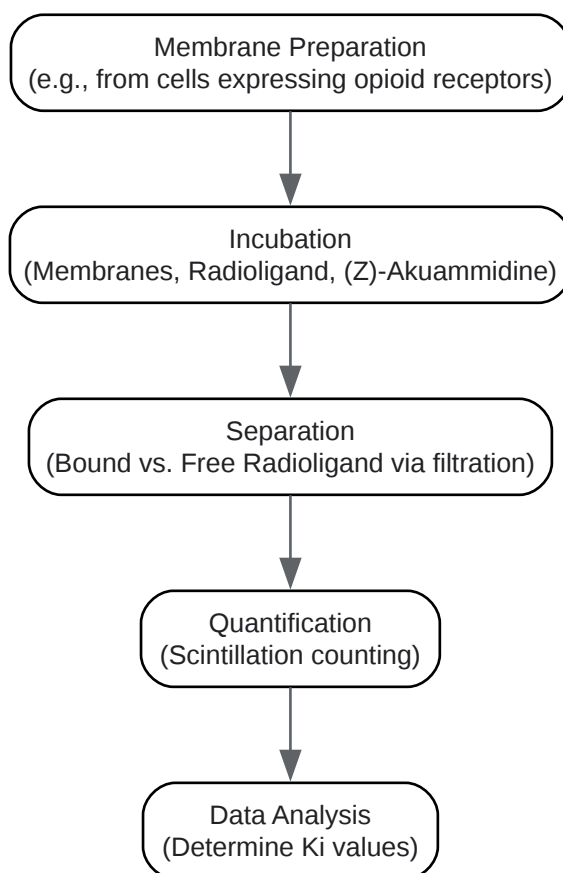 Membrane Preparation
(e.g., from cells expressing opioid receptors)
Incubation
(Membranes, Radioligand, (Z)-Akuammidine)
Separation
(Bound vs. Free Radioligand via filtration)
Quantification
(Scintillation counting)
Data Analysis
(Determine Ki values)